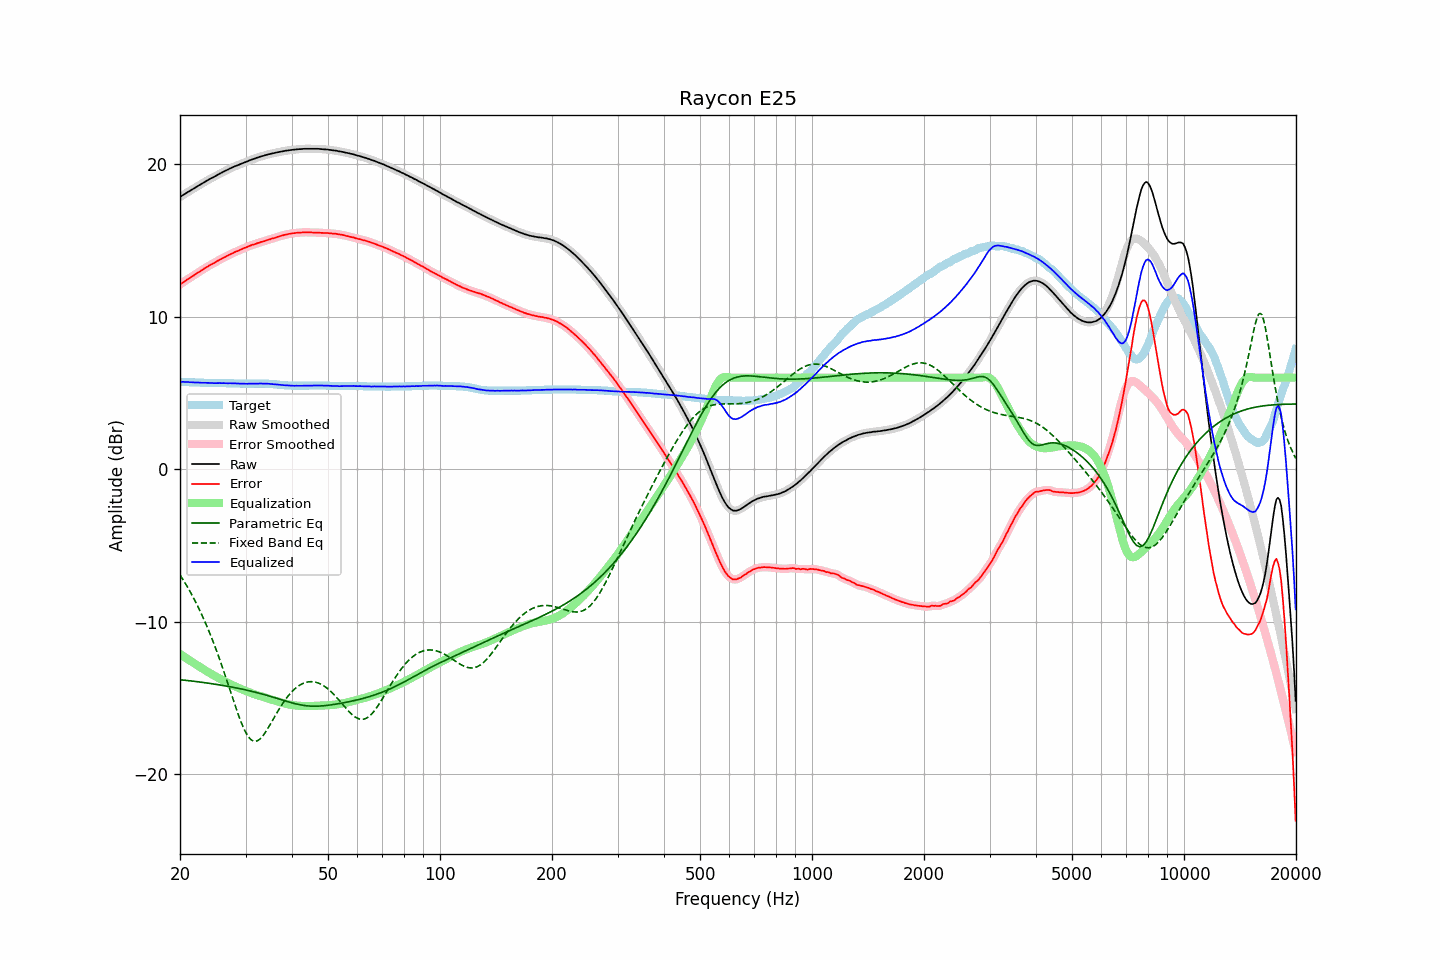 Raycon E25
Amplitude (dBr)
20
10
0
−10
−20
Target
Raw Smoothed
Error Smoothed
Raw
Error
Equalization
Parametric Eq
Fixed Band Eq
Equalized
20 50 100 200 500 1000 2000 5000 10000 20000
Frequency (Hz)